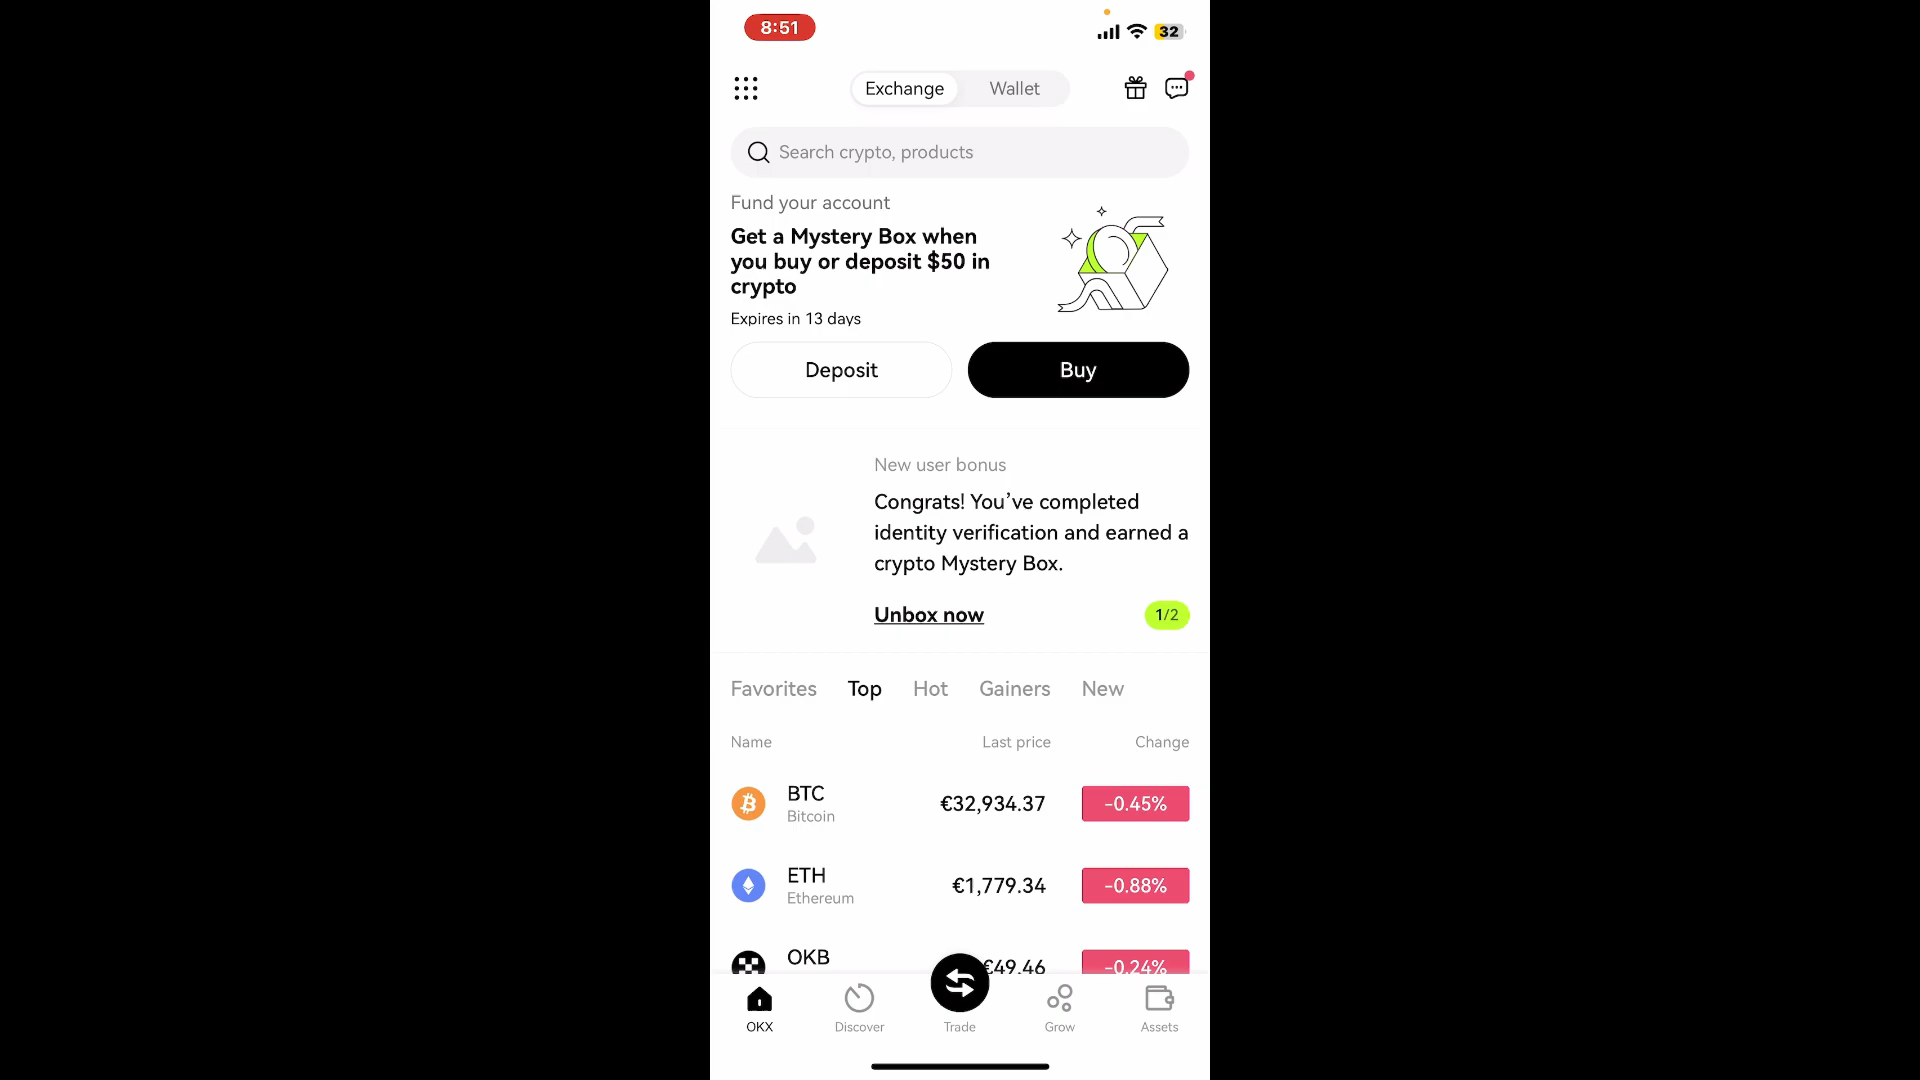 8:51
32
Exchange Wallet
Search crypto, products
Fund your account
Get a Mystery Box when
you buy or deposit $50 in
crypto
Expires in 13 days
Deposit Buy
New user bonus
Congrats! You’ve completed
identity verification and earned a
crypto Mystery Box.
Unbox now 1/2
Favorites Top Hot Gainers New
Name Last price Change
BTC €32,934.37 -0.45%
Bitcoin
ETH €1,779.34 -0.88%
Ethereum
OKB €49.46 -0.24%
OKX Discover Trade Grow Assets